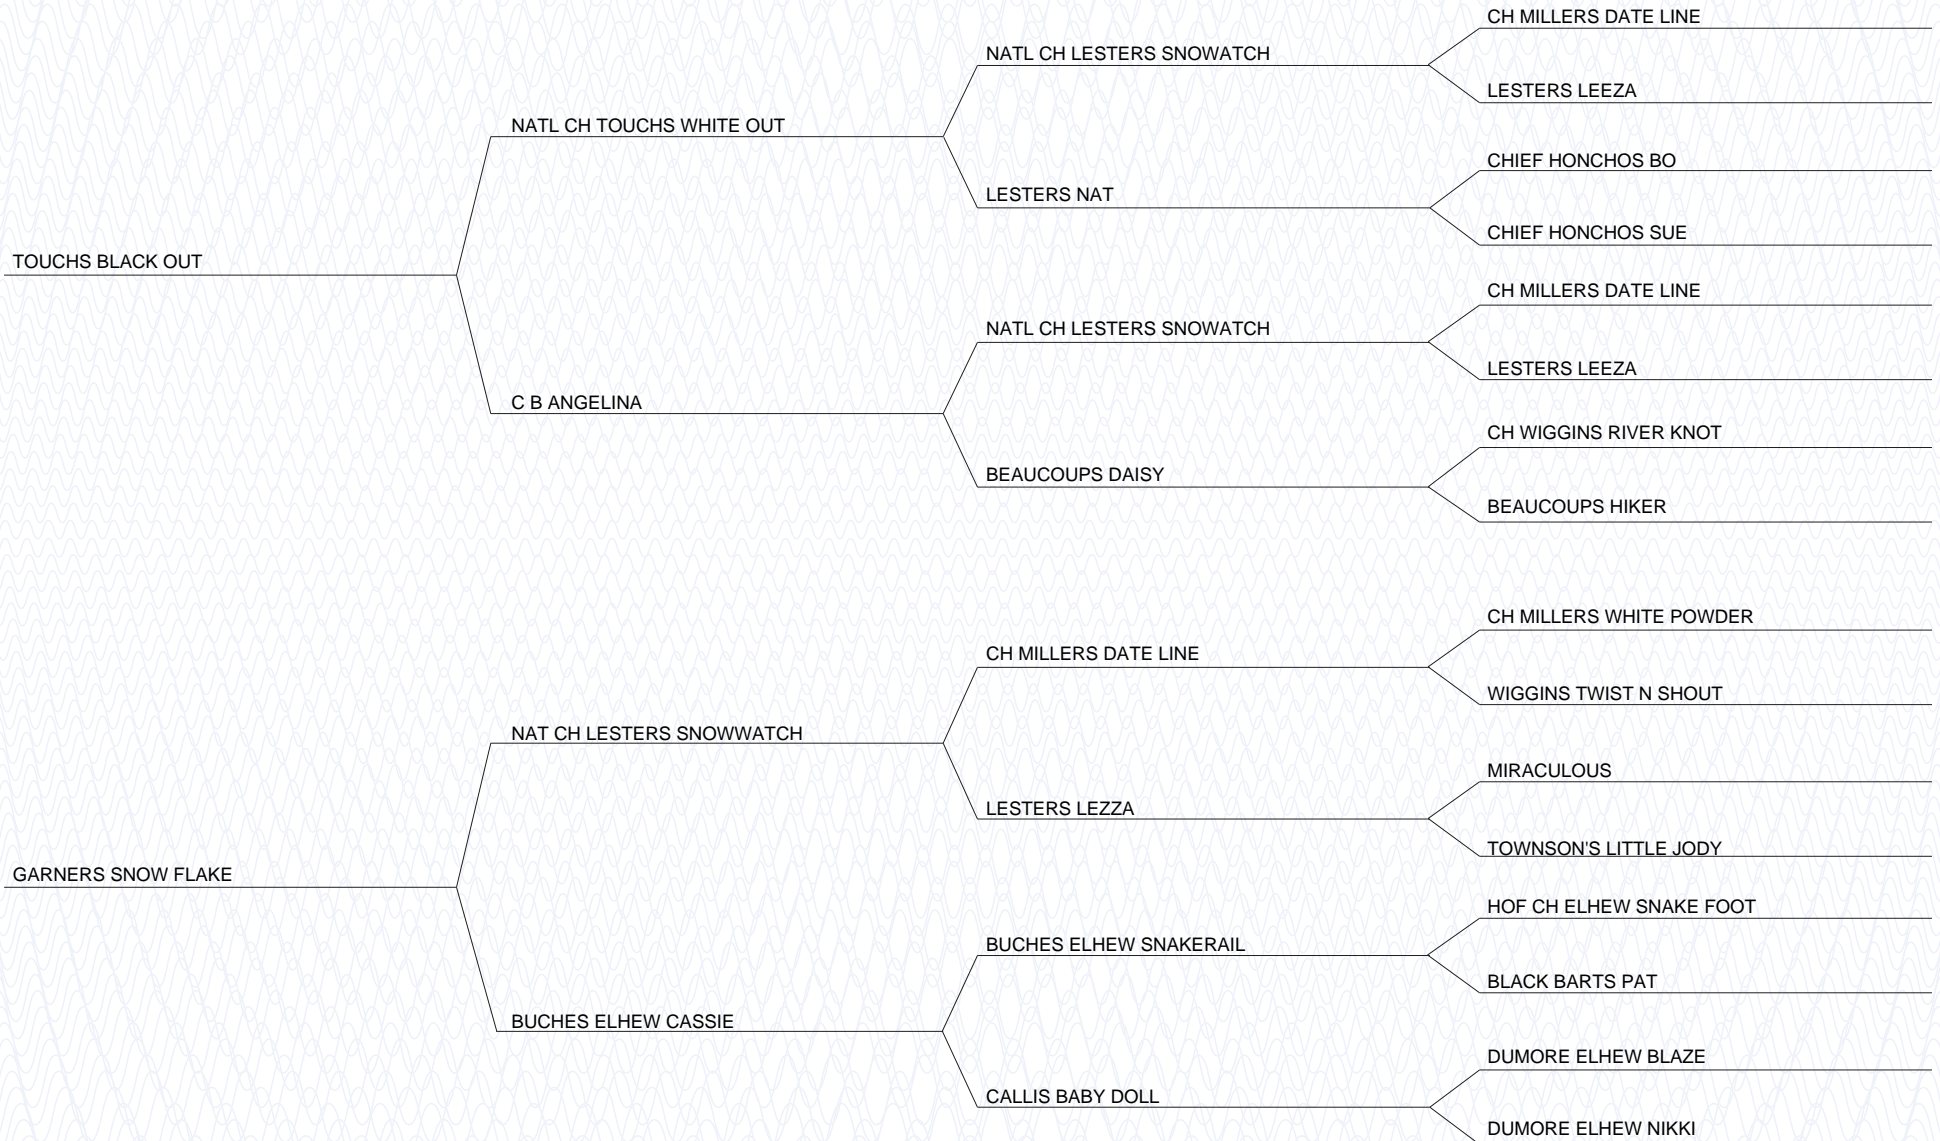 CH MILLERS DATE LINE
NATL CH LESTERS SNOWATCH
LESTERS LEEZA
NATL CH TOUCHS WHITE OUT
CHIEF HONCHOS BO
LESTERS NAT
CHIEF HONCHOS SUE
TOUCHS BLACK OUT
CH MILLERS DATE LINE
NATL CH LESTERS SNOWATCH
LESTERS LEEZA
C B ANGELINA
CH WIGGINS RIVER KNOT
BEAUCOUPS DAISY
BEAUCOUPS HIKER
CH MILLERS WHITE POWDER
CH MILLERS DATE LINE
WIGGINS TWIST N SHOUT
NAT CH LESTERS SNOWWATCH
MIRACULOUS
LESTERS LEZZA
TOWNSON'S LITTLE JODY
GARNERS SNOW FLAKE
HOF CH ELHEW SNAKE FOOT
BUCHES ELHEW SNAKERAIL
BLACK BARTS PAT
BUCHES ELHEW CASSIE
DUMORE ELHEW BLAZE
CALLIS BABY DOLL
DUMORE ELHEW NIKKI